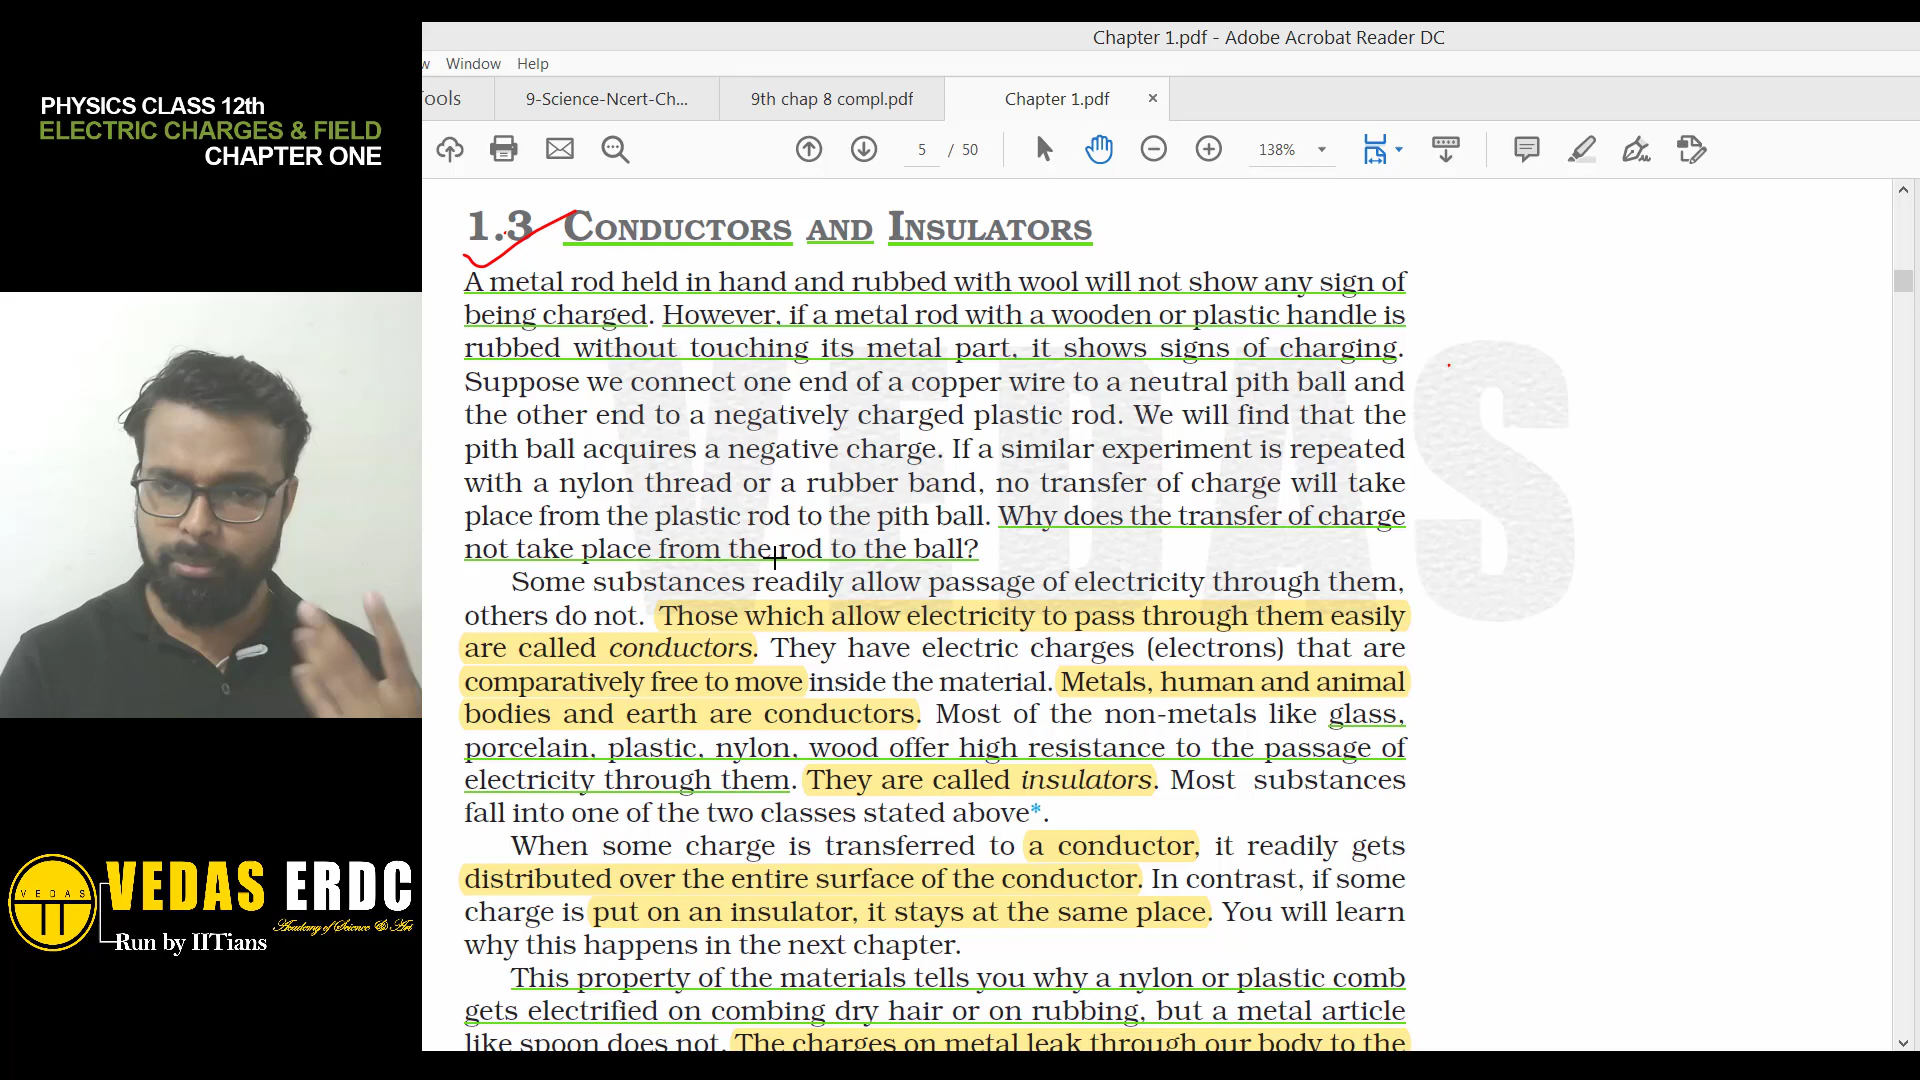 PHYSICS CLASS 12th
ELECTRIC CHARGES & FIELD
CHAPTER ONE
Chapter 1.pdf - Adobe Acrobat Reader DC
w Window Help
Tools 9-Science-Ncert-Ch... 9th chap 8 compl.pdf Chapter 1.pdf ×
5 / 50 138%
1.3 CONDUCTORS AND INSULATORS
A metal rod held in hand and rubbed with wool will not show any sign of
being charged. However, if a metal rod with a wooden or plastic handle is
rubbed without touching its metal part, it shows signs of charging.
Suppose we connect one end of a copper wire to a neutral pith ball and
the other end to a negatively charged plastic rod. We will find that the
pith ball acquires a negative charge. If a similar experiment is repeated
with a nylon thread or a rubber band, no transfer of charge will take
place from the plastic rod to the pith ball. Why does the transfer of charge
not take place from the rod to the ball?
Some substances readily allow passage of electricity through them,
others do not. Those which allow electricity to pass through them easily
are called conductors. They have electric charges (electrons) that are
comparatively free to move inside the material. Metals, human and animal
bodies and earth are conductors. Most of the non-metals like glass,
porcelain, plastic, nylon, wood offer high resistance to the passage of
electricity through them. They are called insulators. Most substances
fall into one of the two classes stated above*.
When some charge is transferred to a conductor, it readily gets
distributed over the entire surface of the conductor. In contrast, if some
charge is put on an insulator, it stays at the same place. You will learn
why this happens in the next chapter.
This property of the materials tells you why a nylon or plastic comb
gets electrified on combing dry hair or on rubbing, but a metal article
like spoon does not. The charges on metal leak through our body to the
VEDAS
VEDAS
VEDAS ERDC
Academy of Science & Art
Run by IITians